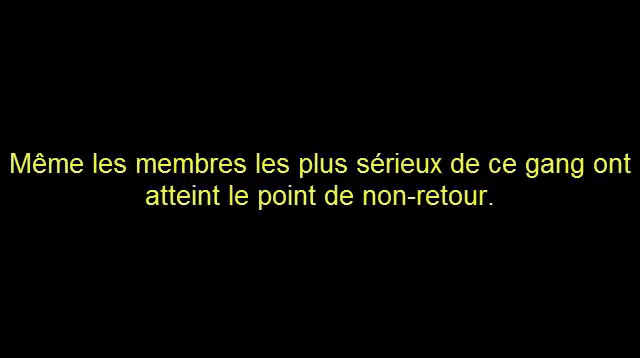 Même les membres les plus sérieux de ce gang ont
atteint le point de non-retour.